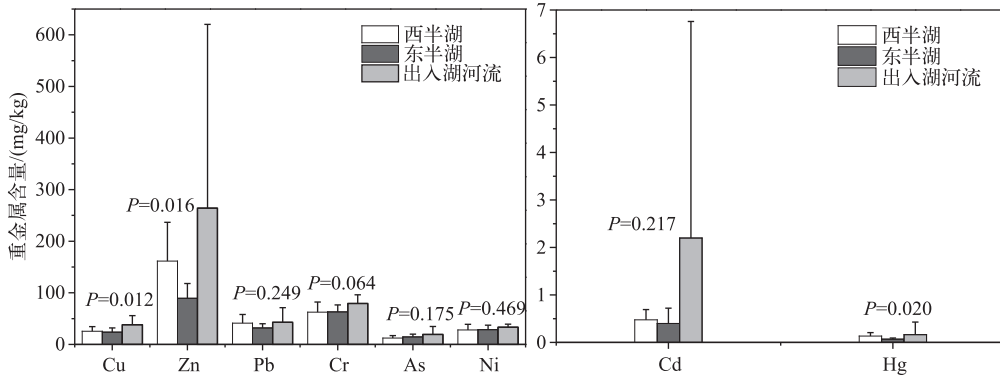 重金属含量/(mg/kg)
600
500
400
300
200
100
0
西半湖
东半湖
出入湖河流
P=0.012
P=0.016
P=0.249
P=0.064
P=0.175
P=0.469
Cu Zn Pb Cr As Ni
7
6
5
4
3
2
1
0
西半湖
东半湖
出入湖河流
P=0.217
P=0.020
Cd Hg